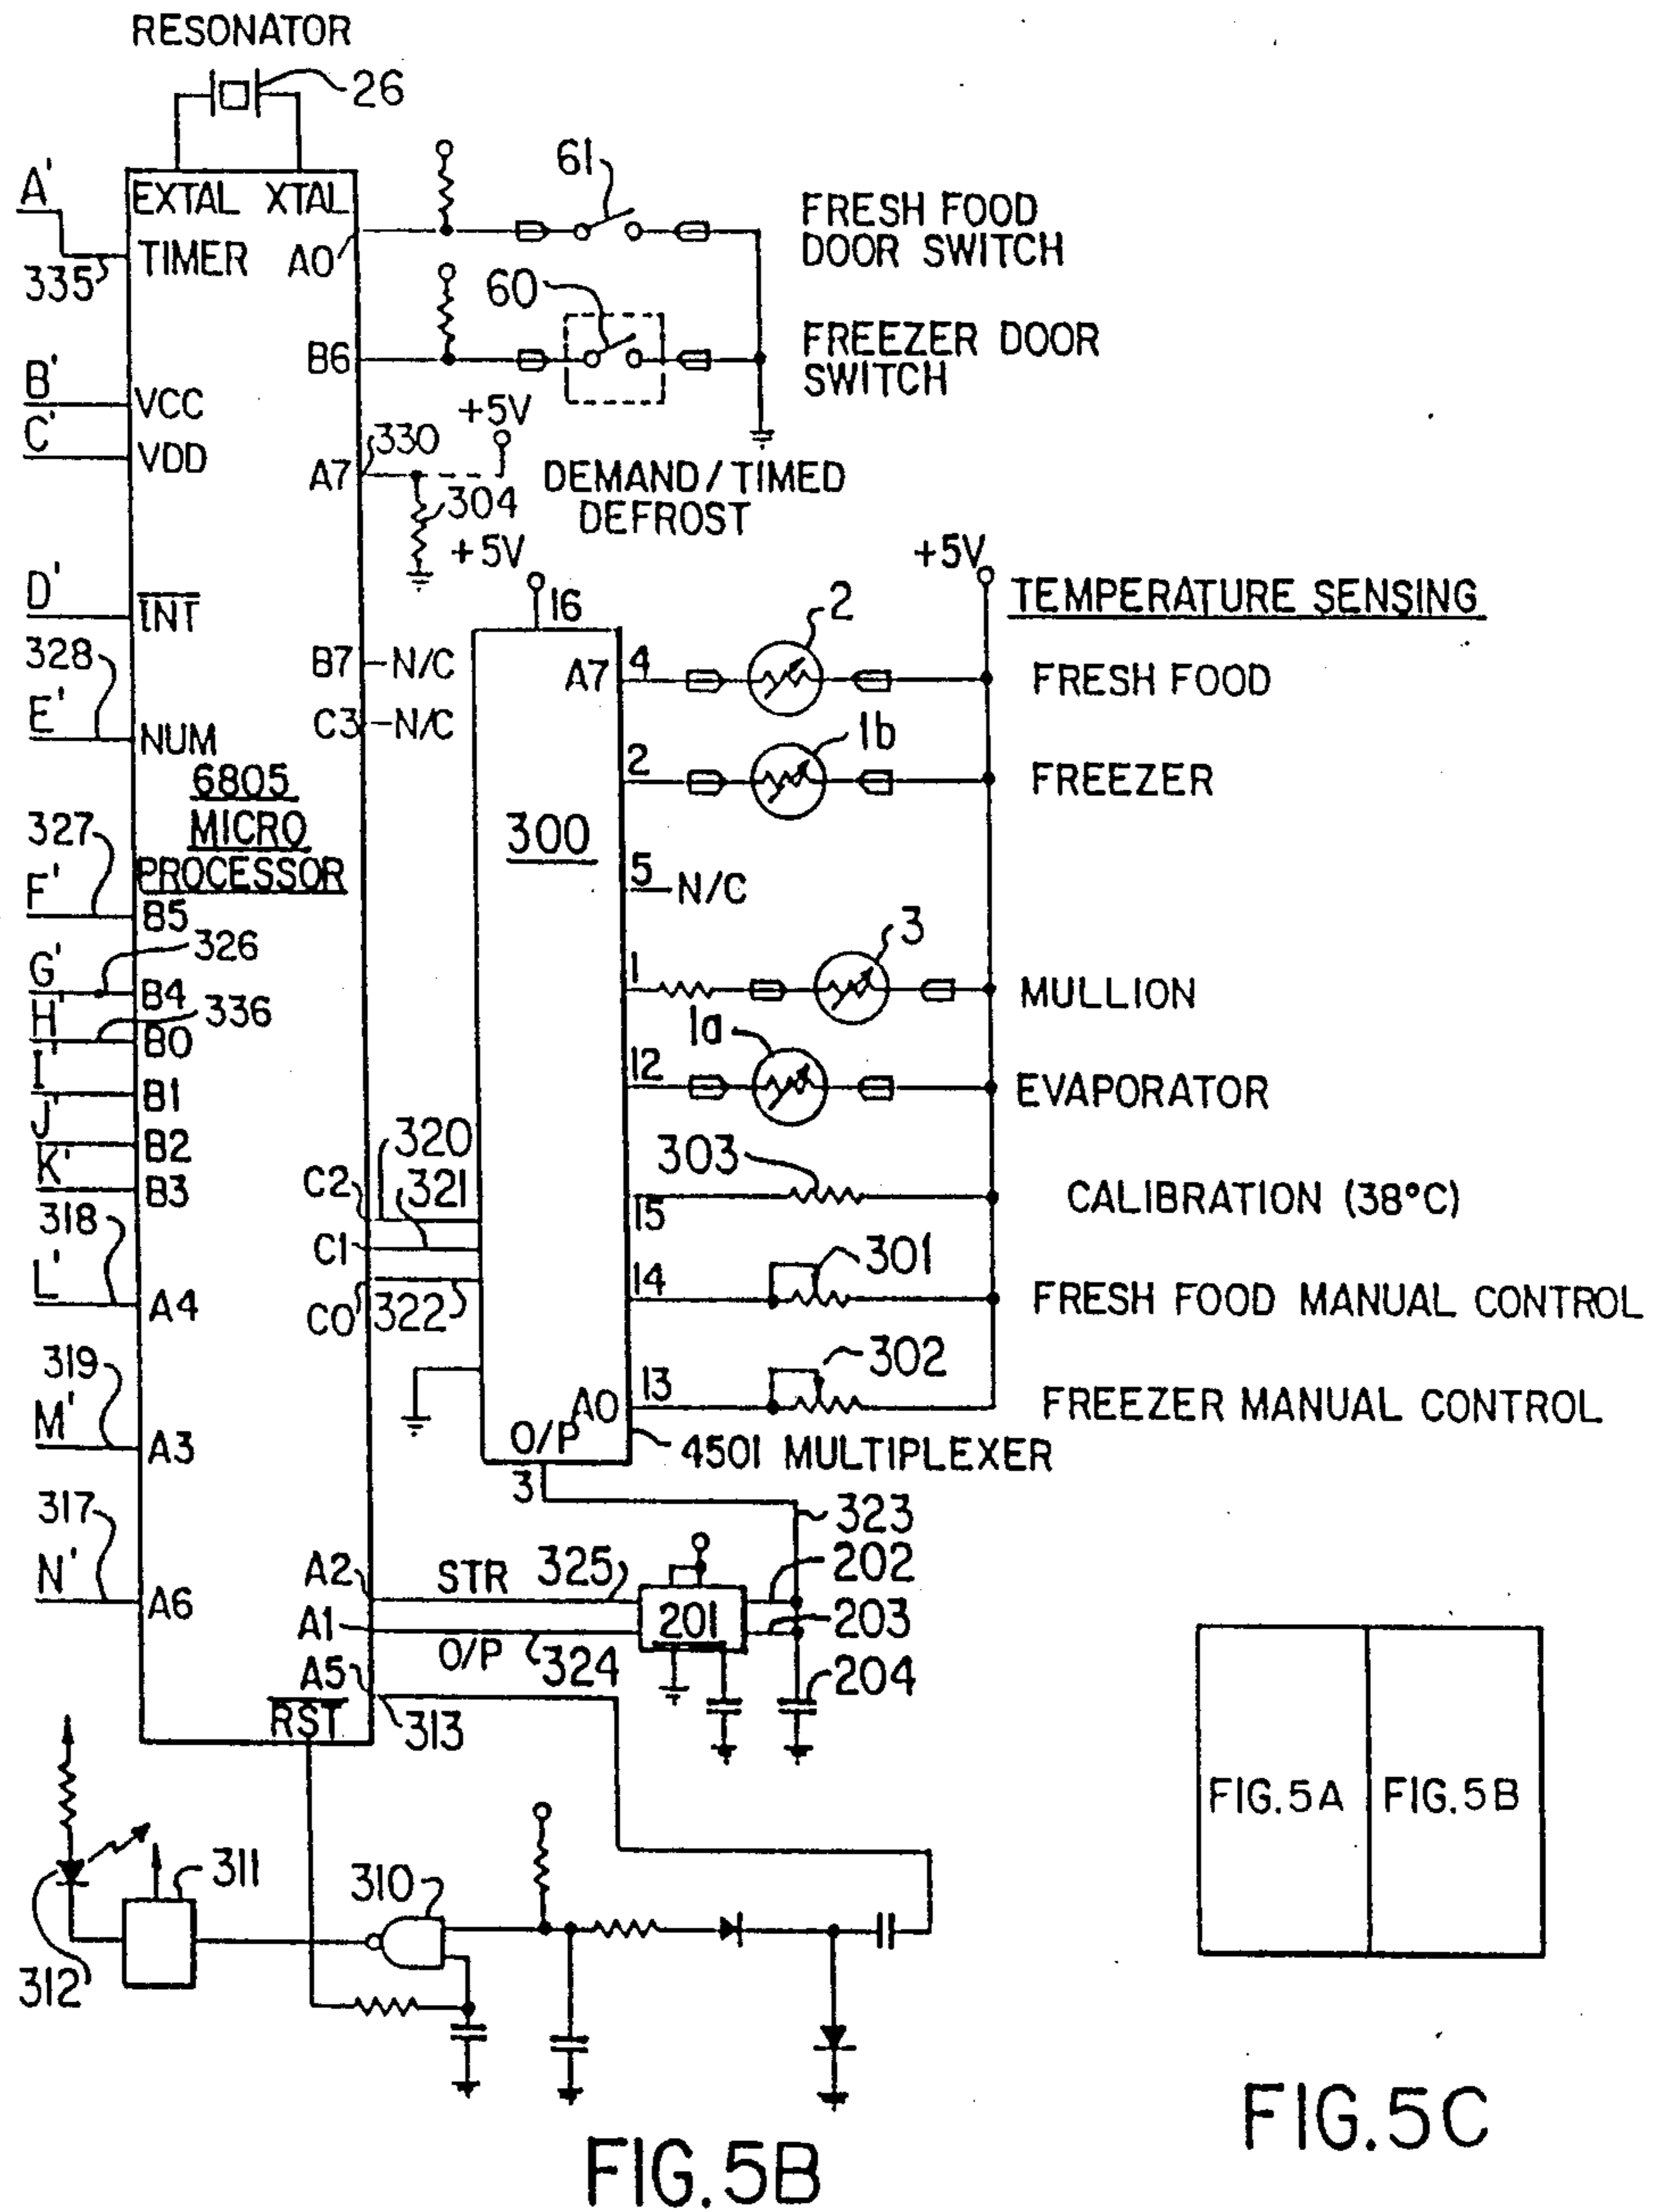 RESONATOR
26
A'
EXTAL XTAL
61
FRESH FOOD
DOOR SWITCH
335
TIMER
A0
60
B6
FREEZER DOOR
SWITCH
B'
VCC
C'
VDD
+5V
330
A7
304
DEMAND/TIMED
DEFROST
+5V
16
+5V
TEMPERATURE SENSING
D'
INT
2
328
B7
N/C
A7
4
FRESH FOOD
E'
C3
N/C
NUM
1b
2
FREEZER
6805
MICRO
PROCESSOR
300
327
F'
B5
5
N/C
326
G'
B4
3
1
MULLION
H'
336
B0
I'
B1
1a
12
EVAPORATOR
J'
B2
K'
B3
320
C2
321
303
15
CALIBRATION (38°C)
318
C1
L'
A4
C0
322
301
14
FRESH FOOD MANUAL CONTROL
319
M'
A3
302
13
A0
FREEZER MANUAL CONTROL
O/P
4501 MULTIPLEXER
3
317
N'
A6
323
A2
STR
325
202
A1
201
203
O/P
324
A5
204
RST
313
311
310
312
FIG.5A
FIG.5B
FIG.5B
FIG.5C